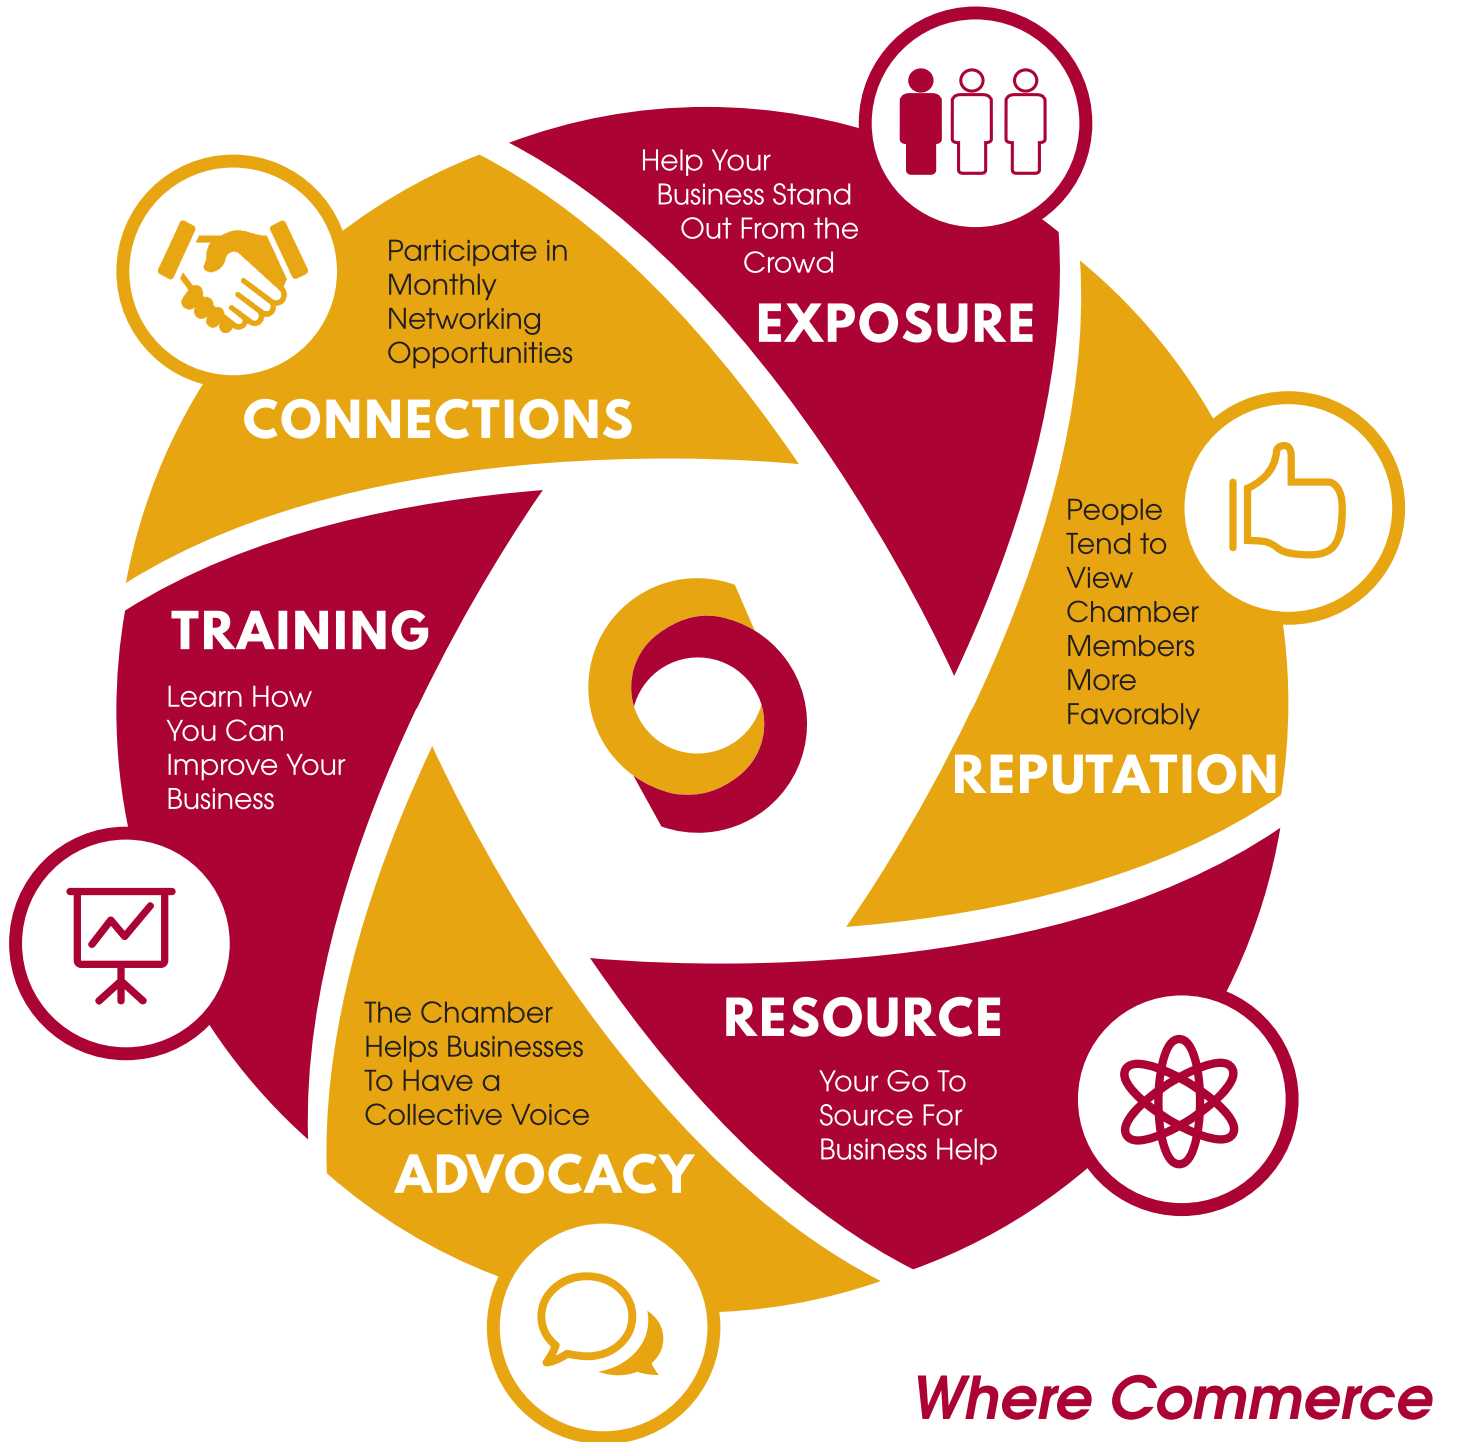 Help Your
Business Stand
Out From the
Crowd
EXPOSURE
People
Tend to
View
Chamber
Members
More
Favorably
REPUTATION
RESOURCE
Your Go To
Source For
Business Help
The Chamber
Helps Businesses
To Have a
Collective Voice
ADVOCACY
TRAINING
Learn How
You Can
Improve Your
Business
Participate in
Monthly
Networking
Opportunities
CONNECTIONS
Where Commerce